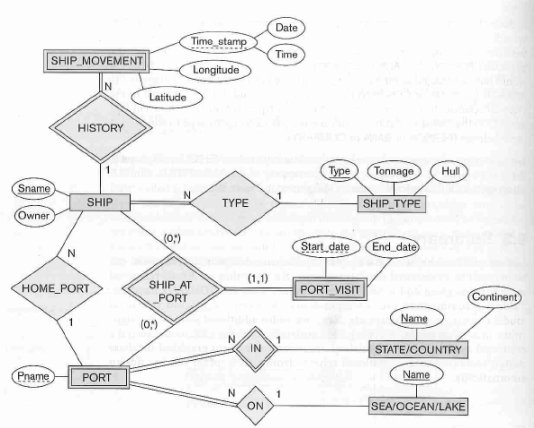 Date
Time_stamp
SHIP_MOVEMENT
Time
Longitude
N
Latitude
HISTORY
1
Type
Tonnage
Hull
Sname
SHIP
N
TYPE
1
SHIP_TYPE
Owner
(0,*)
Start_date
End_date
N
SHIP_AT
_PORT
(1,1)
HOME_PORT
PORT_VISIT
Continent
(0,*)
Name
1
N
IN
1
STATE/COUNTRY
Pname
PORT
Name
N
ON
1
SEA/OCEAN/LAKE